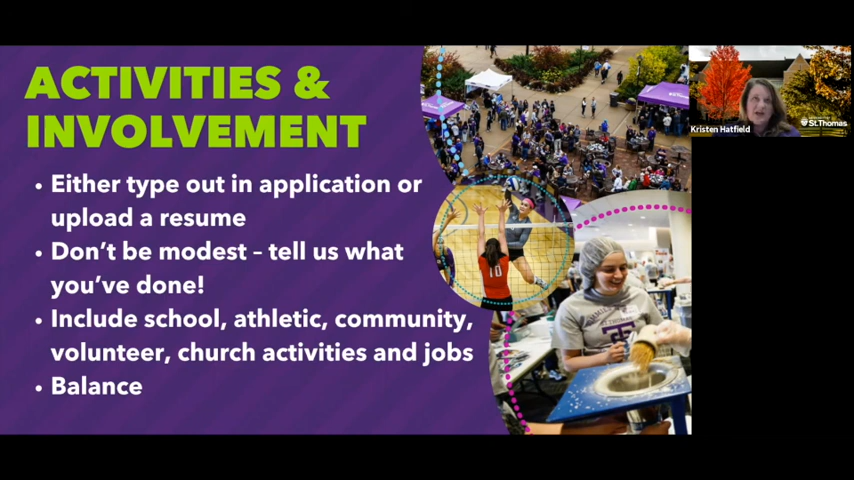 ACTIVITIES &
INVOLVEMENT
• Either type out in application or
upload a resume
• Don't be modest – tell us what
you've done!
• Include school, athletic, community,
volunteer, church activities and jobs
• Balance
Kristen Hatfield
St.Thomas
10